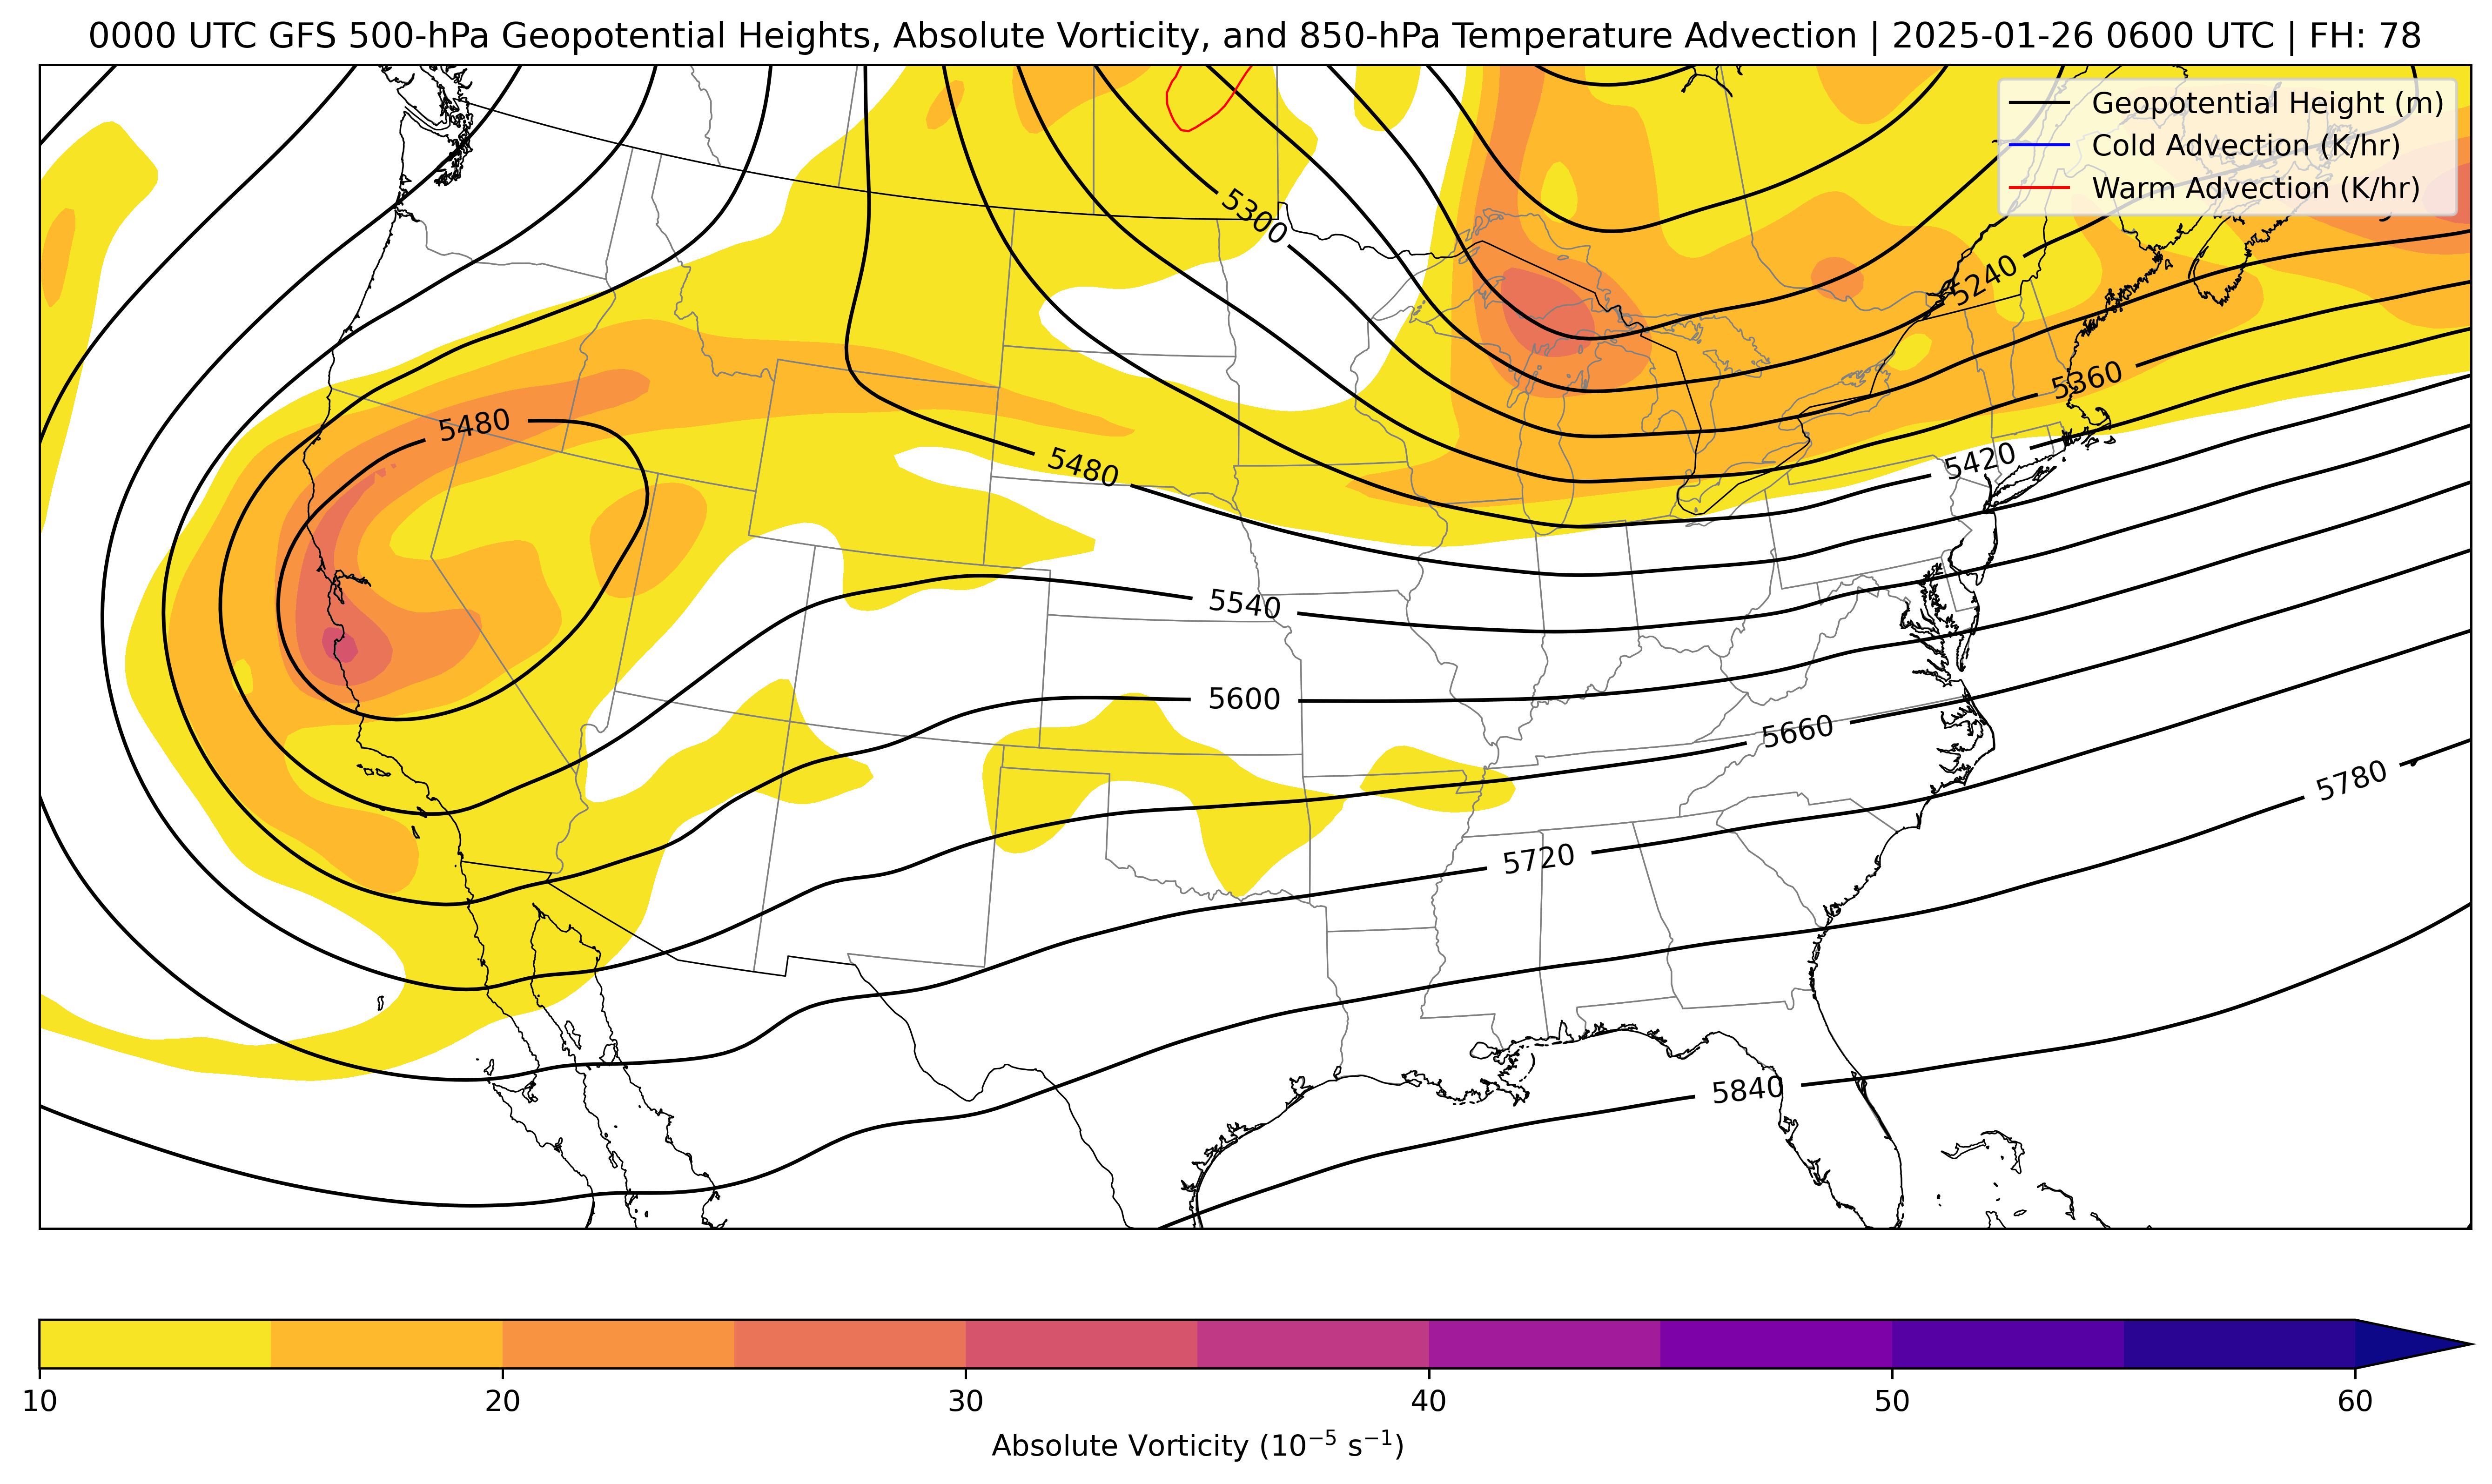 0000 UTC GFS 500-hPa Geopotential Heights, Absolute Vorticity, and 850-hPa Temperature Advection | 2025-01-26 0600 UTC | FH: 78
Geopotential Height (m)
Cold Advection (K/hr)
Warm Advection (K/hr)
5300
5240
5360
5480
5480
5420
5540
5600
5660
5780
5720
5840
10 20 30 40 50 60
Absolute Vorticity (10⁻⁵ s⁻¹)